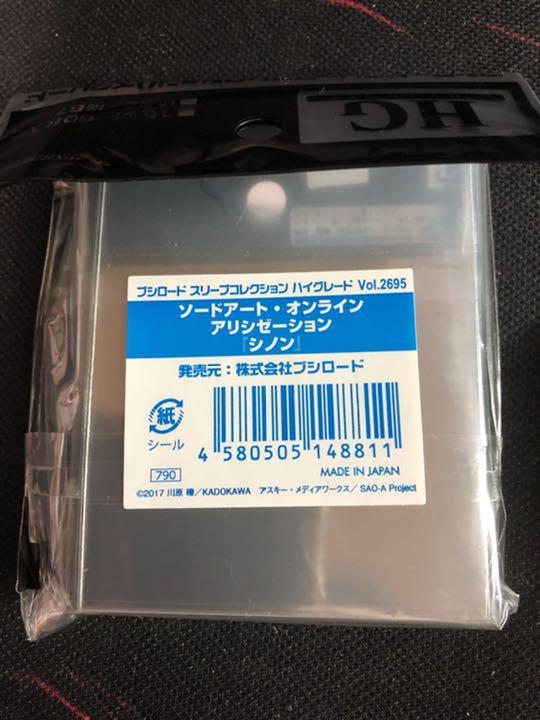 HG
ブシロード スリーブコレクション ハイグレード Vol.2695
ソードアート・オンライン
アリシゼーション
『シノン』
発売元：株式会社ブシロード
紙
シール
4 580505 148811
790
MADE IN JAPAN
©2017 川原 礫／KADOKAWA アスキー・メディアワークス／SAO-A Project